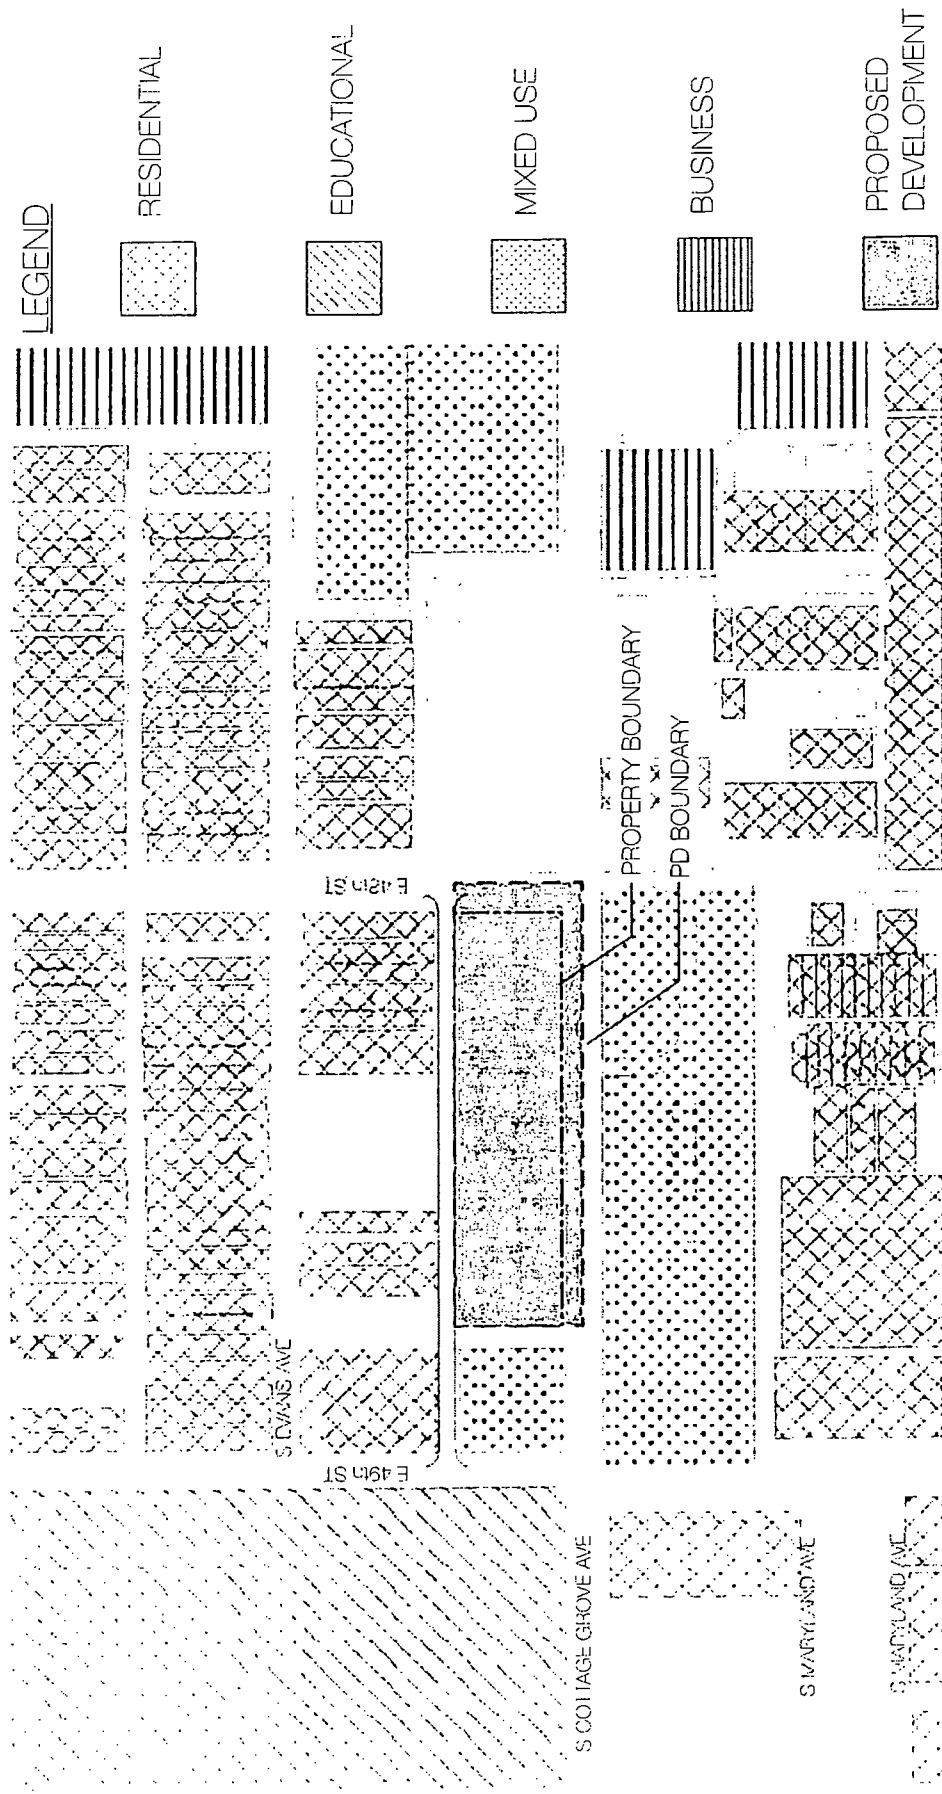 LEGEND
RESIDENTIAL
EDUCATIONAL
MIXED USE
BUSINESS
PROPOSED
DEVELOPMENT
E 48th ST
PROPERTY BOUNDARY
PD BOUNDARY
S EVANS AVE
E 49th ST
S COTTAGE GROVE AVE
S MARYLAND AVE
S MARYLAND AVE